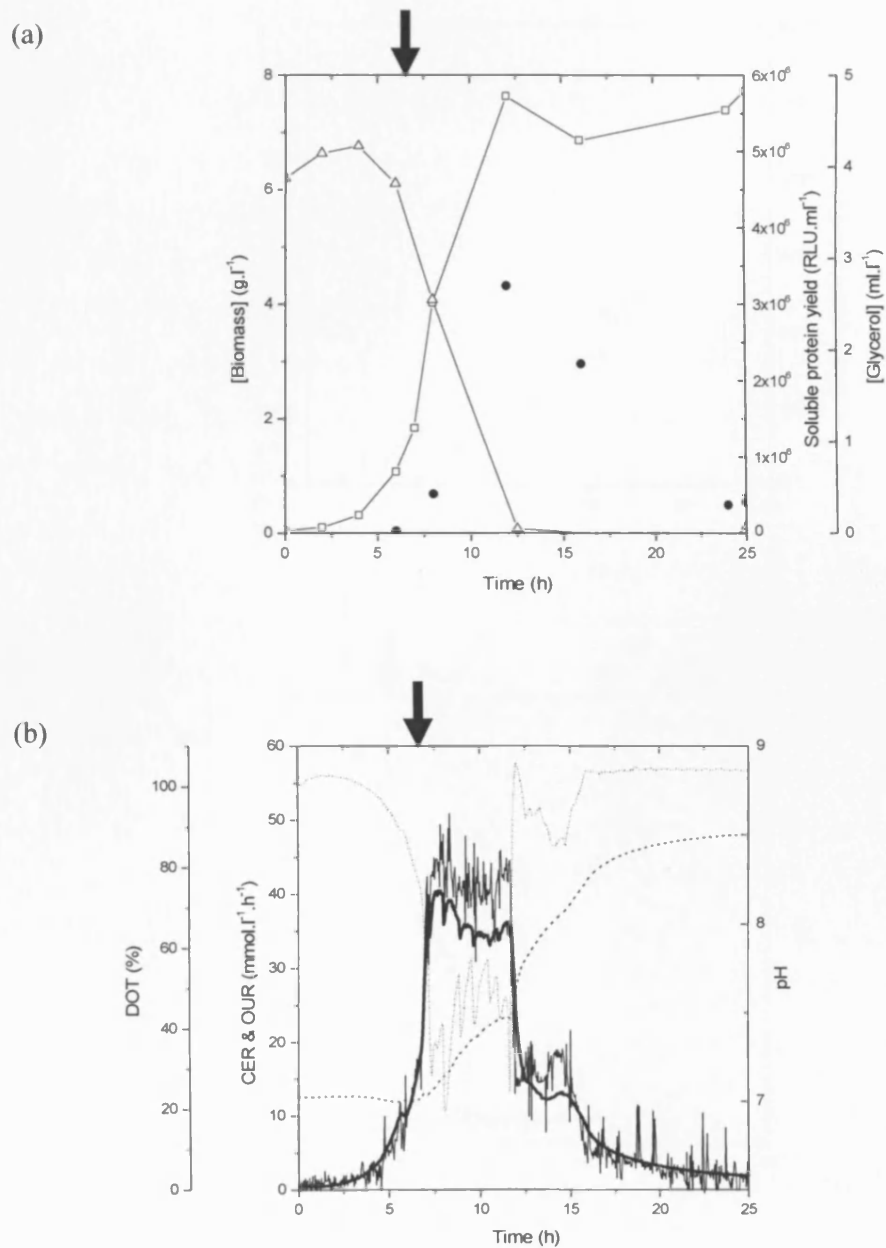 (a)
8
6
4
2
0
[Biomass] (g.l⁻¹)
6x10⁶
5x10⁶
4x10⁶
3x10⁶
2x10⁶
1x10⁶
0
Soluble protein yield (RLU.ml⁻¹)
5
4
3
2
1
0
[Glycerol] (ml.l⁻¹)
0 5 10 15 20 25
Time (h)
(b)
100
80
60
40
20
0
DOT (%)
60
50
40
30
20
10
0
CER & OUR (mmol.l⁻¹.h⁻¹)
9
8
7
pH
0 5 10 15 20 25
Time (h)